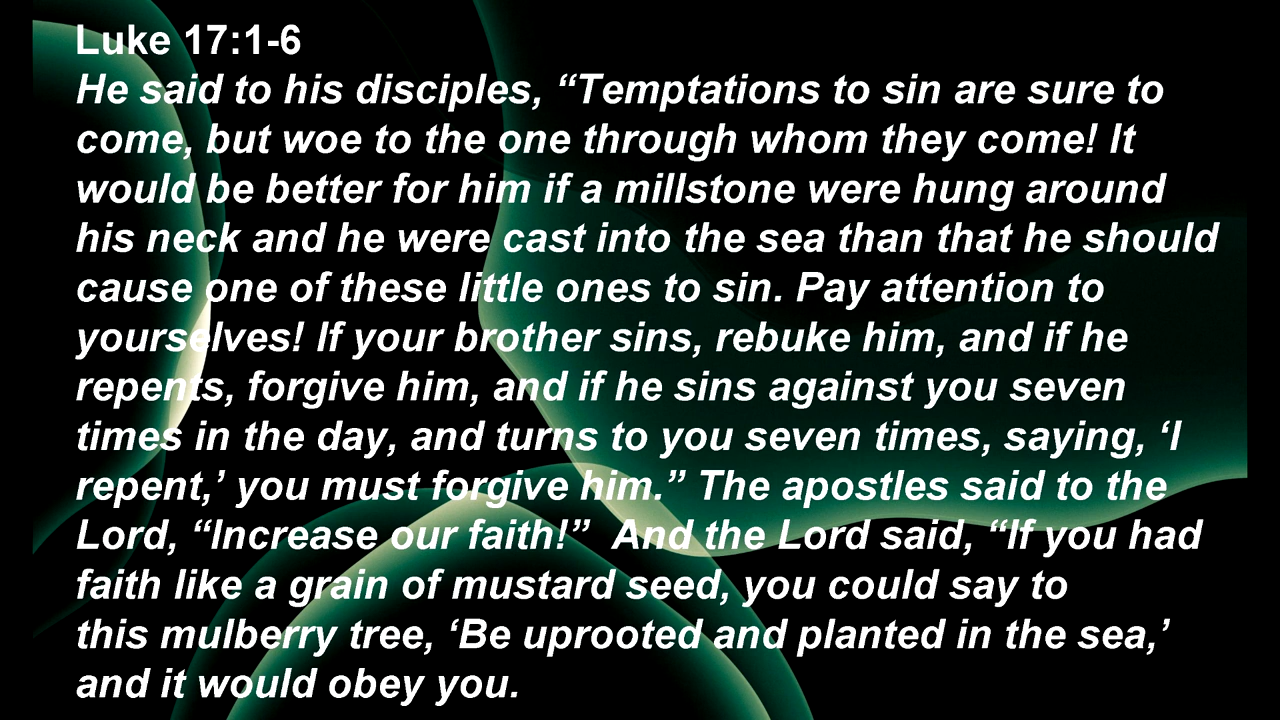 Luke 17:1-6
He said to his disciples, “Temptations to sin are sure to
come, but woe to the one through whom they come! It
would be better for him if a millstone were hung around
his neck and he were cast into the sea than that he should
cause one of these little ones to sin. Pay attention to
yourselves! If your brother sins, rebuke him, and if he
repents, forgive him, and if he sins against you seven
times in the day, and turns to you seven times, saying, ‘I
repent,’ you must forgive him.” The apostles said to the
Lord, “Increase our faith!”  And the Lord said, “If you had
faith like a grain of mustard seed, you could say to
this mulberry tree, ‘Be uprooted and planted in the sea,’
and it would obey you.